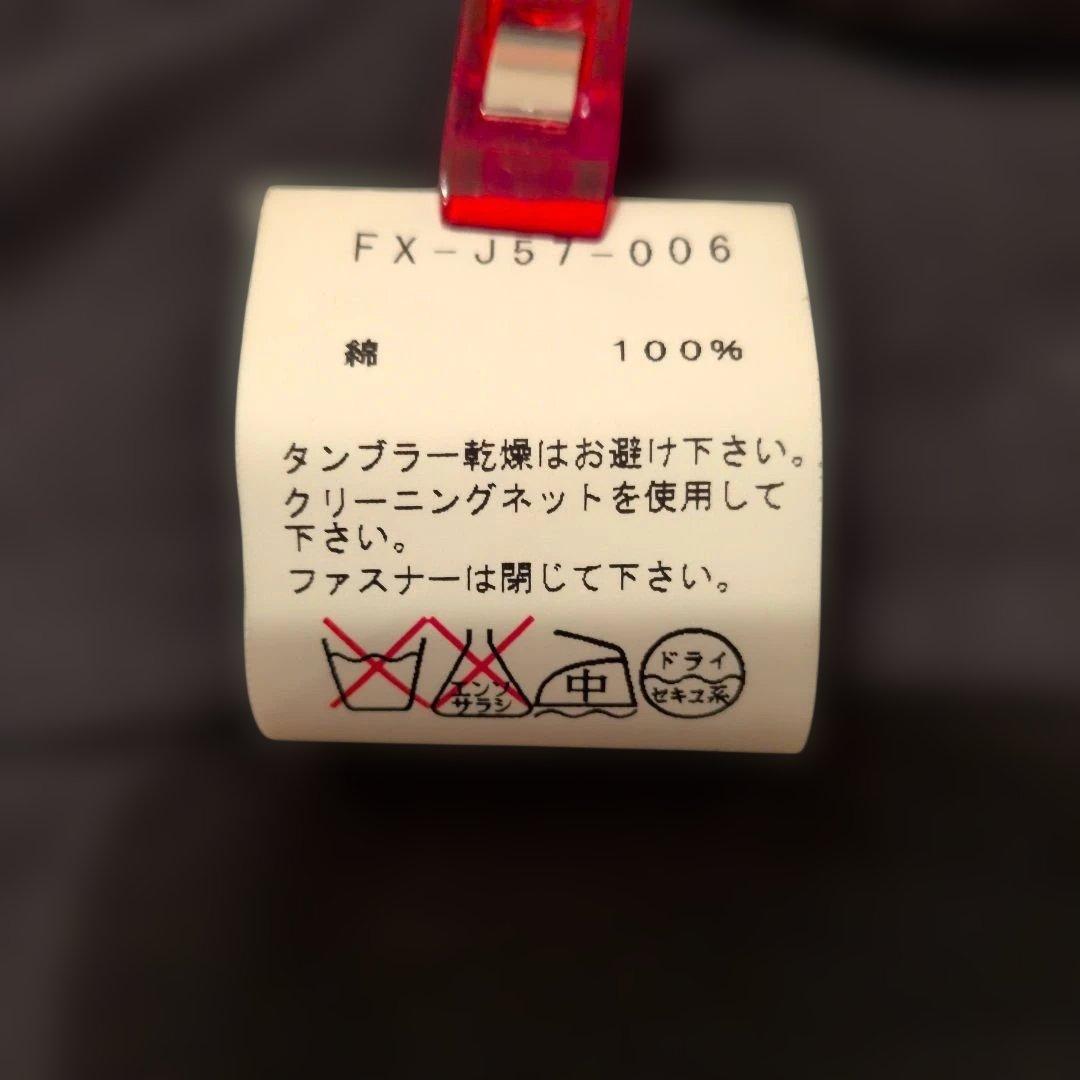 FX-J57-006
綿 100%
タンブラー乾燥はお避け下さい。
クリーニングネットを使用して
下さい。
ファスナーは閉じて下さい。
エンソ
サラシ
中
ドライ
セキユ系